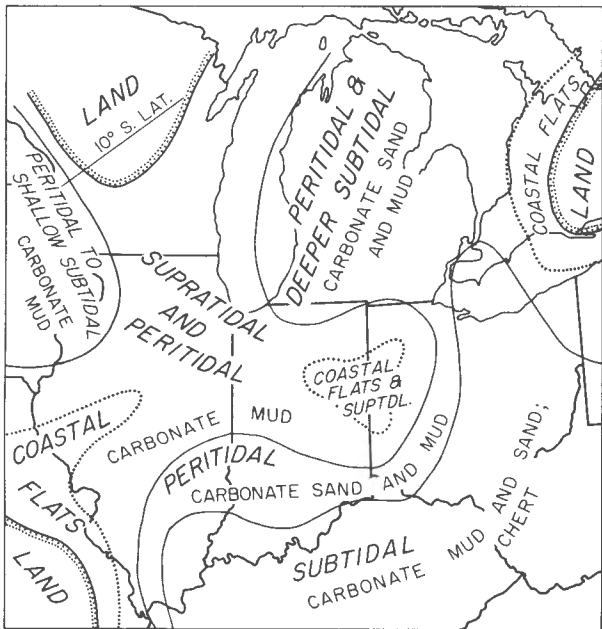 LAND
10° S. LAT.
PERITIDAL TO
SHALLOW SUBTIDAL
CARBONATE
MUD
PERITIDAL &
DEEPER SUBTIDAL
CARBONATE SAND
AND MUD
COASTAL FLATS
LAND
SUPRATIDAL
AND
PERITIDAL
COASTAL
FLATS &
SUPTDL.
COASTAL
FLATS
CARBONATE MUD
PERITIDAL
CARBONATE SAND AND MUD
LAND
SUBTIDAL
CARBONATE MUD AND SAND;
CHERT